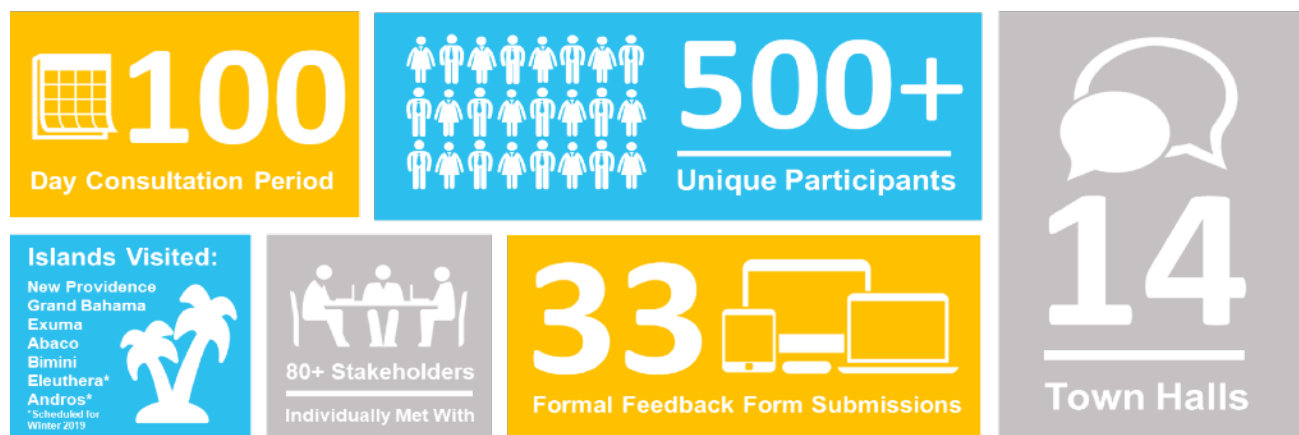 100
Day Consultation Period
500+
Unique Participants
14
Town Halls
Islands Visited:
New Providence
Grand Bahama
Exuma
Abaco
Bimini
Eleuthera*
Andros*
*Scheduled for
Winter 2019
80+ Stakeholders
Individually Met With
33
Formal Feedback Form Submissions